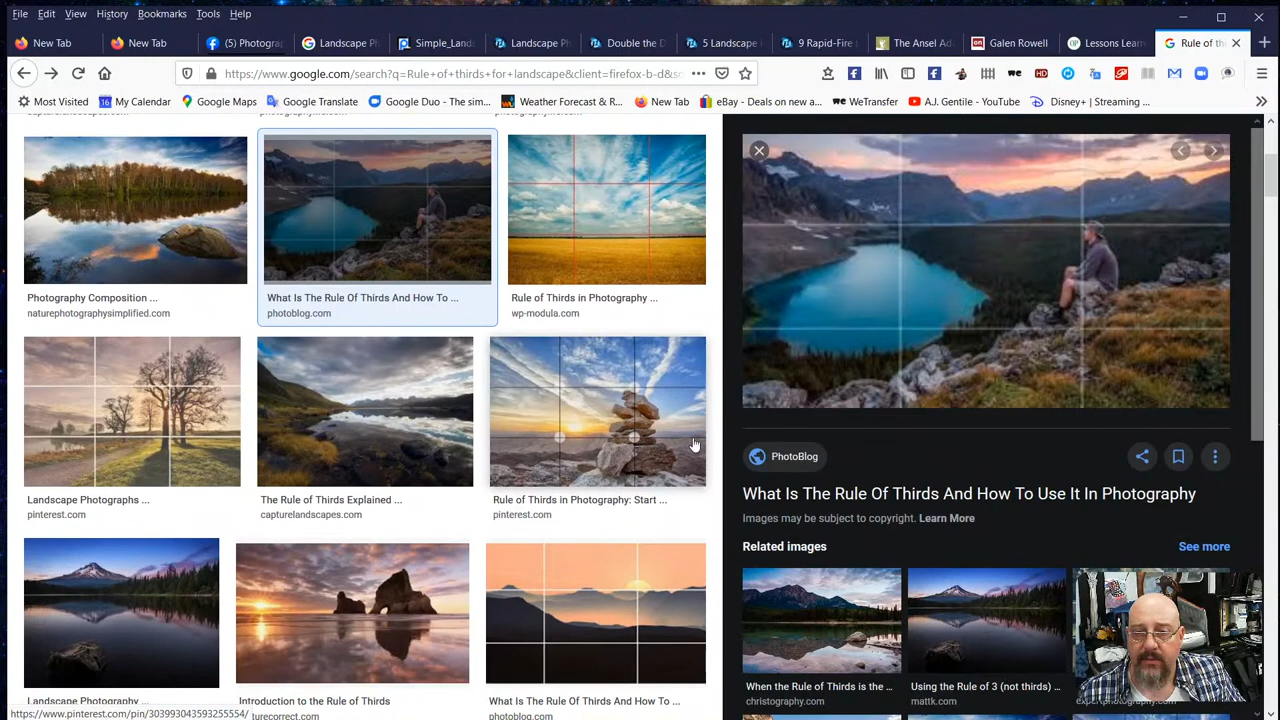 File Edit View History Bookmarks Tools Help
New Tab
New Tab
(5) Photogra
Landscape Ph
Simple_Land
Landscape Ph
Double the D
5 Landscape
9 Rapid-Fire
The Ansel Ad
Galen Rowell
Lessons Learn
Rule of th
https://www.google.com/search?q=Rule+of+thirds+for+landscape&client=firefox-b-d&so
Most Visited
16 My Calendar
Google Maps
Google Translate
Google Duo - The sim...
Weather Forecast & R...
New Tab
eBay - Deals on new a...
WeTransfer
A.J. Gentile - YouTube
Disney+ | Streaming ...
Photography Composition ...
naturephotographysimplified.com
What Is The Rule Of Thirds And How To ...
photoblog.com
Rule of Thirds in Photography ...
wp-modula.com
Landscape Photographs ...
pinterest.com
The Rule of Thirds Explained ...
capturelandscapes.com
Rule of Thirds in Photography: Start ...
pinterest.com
Landscape Photography
Introduction to the Rule of Thirds
turecorrect.com
What Is The Rule Of Thirds And How To ...
photoblog.com
https://www.pinterest.com/pin/303993043593255554/
PhotoBlog
What Is The Rule Of Thirds And How To Use It In Photography
Images may be subject to copyright. Learn More
Related images
See more
When the Rule of Thirds is the ...
christography.com
Using the Rule of 3 (not thirds) ...
mattk.com